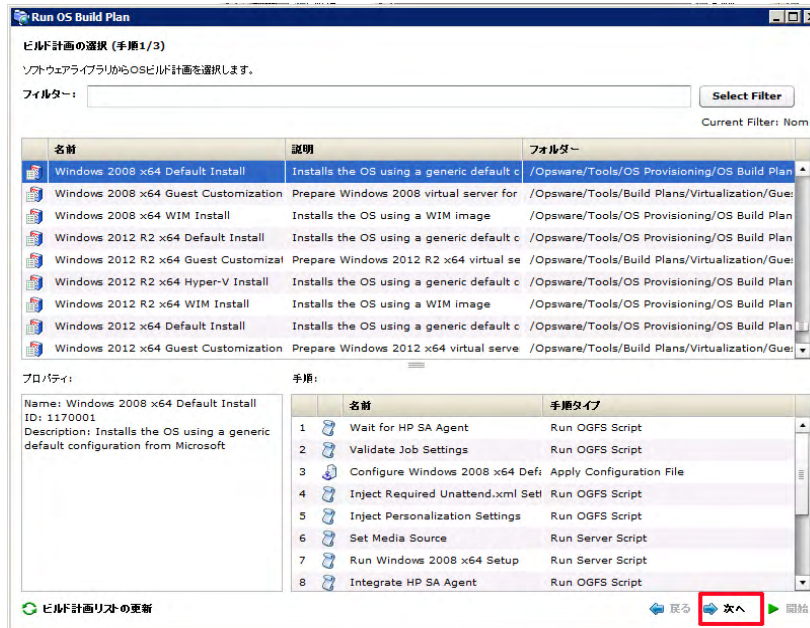 Run OS Build Plan
ビルド計画の選択 (手順1/3)
ソフトウェアライブラリからOSビルド計画を選択します。
フィルター:
Select Filter
Current Filter: Nom
名前 説明 フォルダー
Windows 2008 x64 Default Install Installs the OS using a generic default c /Opsware/Tools/OS Provisioning/OS Build Plan
Windows 2008 x64 Guest Customization Prepare Windows 2008 virtual server for /Opsware/Tools/Build Plans/Virtualization/Gue:
Windows 2008 x64 WIM Install Installs the OS using a WIM image /Opsware/Tools/OS Provisioning/OS Build Plan
Windows 2012 R2 x64 Default Install Installs the OS using a generic default c /Opsware/Tools/OS Provisioning/OS Build Plan
Windows 2012 R2 x64 Guest Customizat Prepare Windows 2012 R2 x64 virtual se /Opsware/Tools/Build Plans/Virtualization/Gue:
Windows 2012 R2 x64 Hyper-V Install Installs the OS using a generic default c /Opsware/Tools/OS Provisioning/OS Build Plan
Windows 2012 R2 x64 WIM Install Installs the OS using a WIM image /Opsware/Tools/OS Provisioning/OS Build Plan
Windows 2012 x64 Default Install Installs the OS using a generic default c /Opsware/Tools/OS Provisioning/OS Build Plan
Windows 2012 x64 Guest Customization Prepare Windows 2012 x64 virtual serve /Opsware/Tools/Build Plans/Virtualization/Gue:
プロパティ:
Name: Windows 2008 x64 Default Install
ID: 1170001
Description: Installs the OS using a generic
default configuration from Microsoft
手順:
名前 手順タイプ
1 Wait for HP SA Agent Run OGFS Script
2 Validate Job Settings Run OGFS Script
3 Configure Windows 2008 x64 Defa Apply Configuration File
4 Inject Required Unattend.xml Sett Run OGFS Script
5 Inject Personalization Settings Run OGFS Script
6 Set Media Source Run Server Script
7 Run Windows 2008 x64 Setup Run Server Script
8 Integrate HP SA Agent Run OGFS Script
ビルド計画リストの更新
戻る 次へ 開始